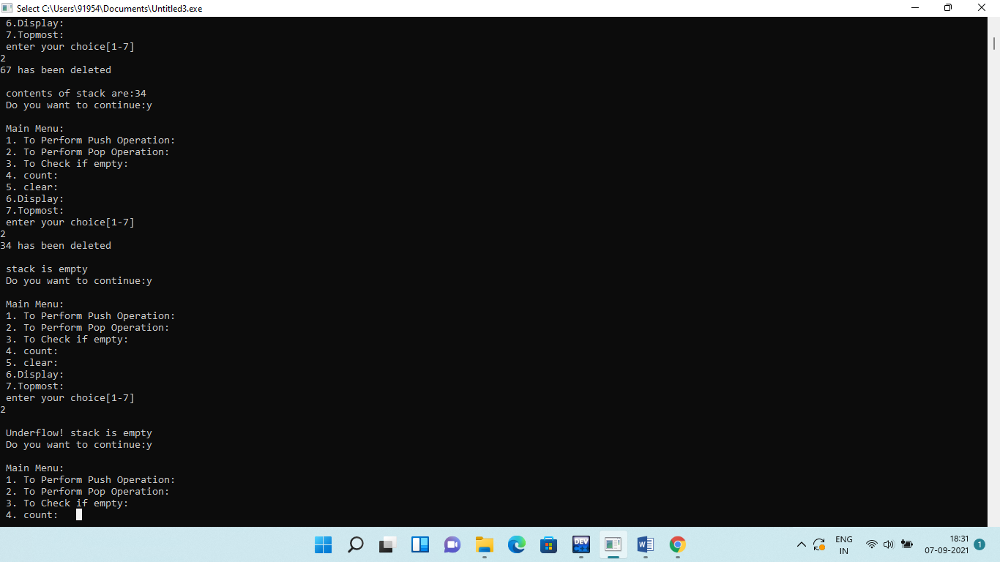 Select C:\Users\91954\Documents\Untitled3.exe
6.Display:
7.Topmost:
enter your choice[1-7]
2
67 has been deleted
contents of stack are:34
Do you want to continue:y
Main Menu:
1. To Perform Push Operation:
2. To Perform Pop Operation:
3. To Check if empty:
4. count:
5. clear:
6.Display:
7.Topmost:
enter your choice[1-7]
2
34 has been deleted
stack is empty
Do you want to continue:y
Main Menu:
1. To Perform Push Operation:
2. To Perform Pop Operation:
3. To Check if empty:
4. count:
5. clear:
6.Display:
7.Topmost:
enter your choice[1-7]
2
Underflow! stack is empty
Do you want to continue:y
Main Menu:
1. To Perform Push Operation:
2. To Perform Pop Operation:
3. To Check if empty:
4. count:
DEV
ENG
IN
18:31
07-09-2021
1